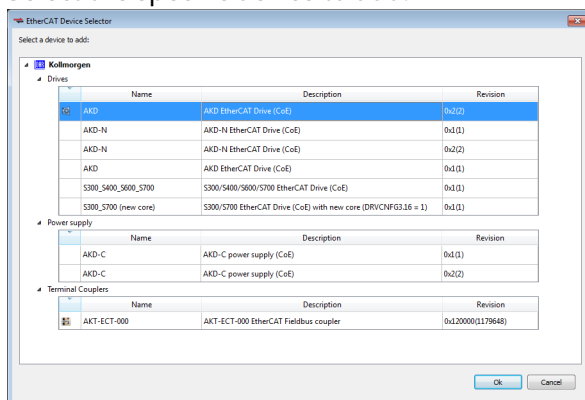 EtherCAT Device Selector
Select a device to add:
Kollmorgen
Drives
Name Description Revision
AKD AKD EtherCAT Drive (CoE) 0x2(2)
AKD-N AKD-N EtherCAT Drive (CoE) 0x1(1)
AKD-N AKD-N EtherCAT Drive (CoE) 0x2(2)
AKD AKD EtherCAT Drive (CoE) 0x1(1)
S300_S400_S600_S700 S300/S400/S600/S700 EtherCAT Drive (CoE) 0x1(1)
S300_S700 (new core) S300/S700 EtherCAT Drive (CoE) with new core (DRVCNFG3.16 = 1) 0x1(1)
Power supply
Name Description Revision
AKD-C AKD-C power supply (CoE) 0x1(1)
AKD-C AKD-C power supply (CoE) 0x2(2)
Terminal Couplers
Name Description Revision
AKT-ECT-000 AKT-ECT-000 EtherCAT Fieldbus coupler 0x120000(1179648)
Ok Cancel